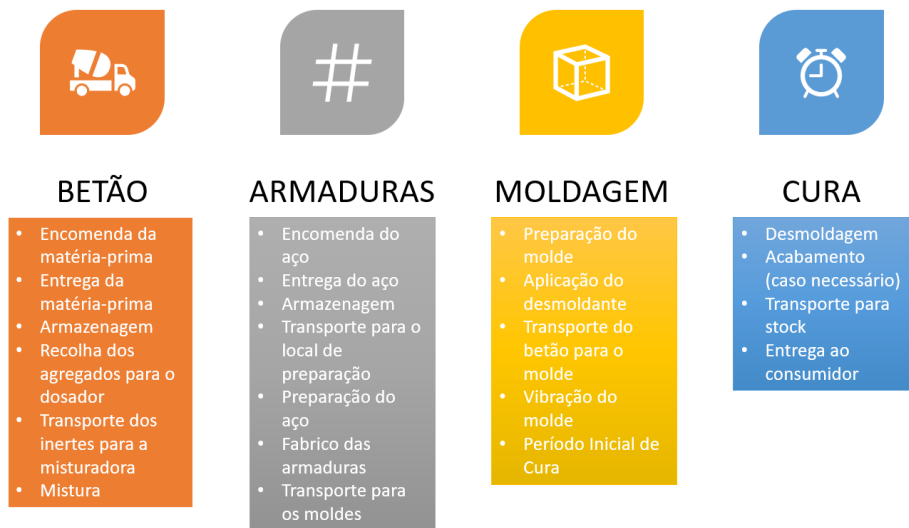 BETÃO
• Encomenda da
matéria-prima
• Entrega da
matéria-prima
• Armazenagem
• Recolha dos
agregados para o
dosador
• Transporte dos
inertes para a
misturadora
• Mistura
ARMADURAS
• Encomenda do
aço
• Entrega do aço
• Armazenagem
• Transporte para o
local de
preparação
• Preparação do
aço
• Fabrico das
armaduras
• Transporte para
os moldes
MOLDAGEM
• Preparação do
molde
• Aplicação do
desmoldante
• Transporte do
betão para o
molde
• Vibração do
molde
• Período Inicial de
Cura
CURA
• Desmoldagem
• Acabamento
(caso necessário)
• Transporte para
stock
• Entrega ao
consumidor